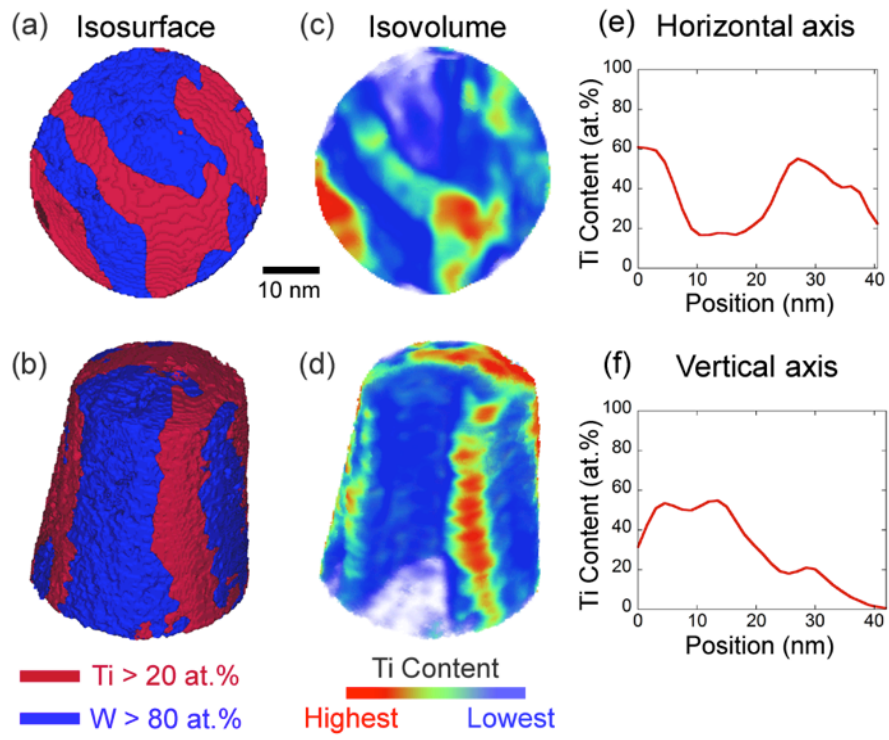 (a) Isosurface
(c) Isovolume
(e) Horizontal axis
100
80
60
40
20
0
Ti Content (at.%)
0 10 20 30 40
Position (nm)
10 nm
(b)
(d)
(f) Vertical axis
100
80
60
40
20
0
Ti Content (at.%)
0 10 20 30 40
Position (nm)
Ti > 20 at.%
W > 80 at.%
Ti Content
Highest Lowest